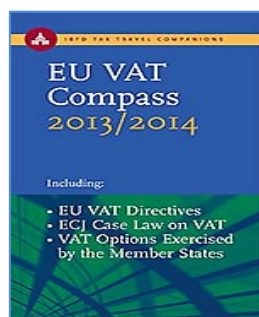 IBFD TAX TRAVEL COMPANIONS
EU VAT
Compass
2013/2014
Including:
• EU VAT Directives
• ECJ Case Law on VAT
• VAT Options Exercised
by the Member States